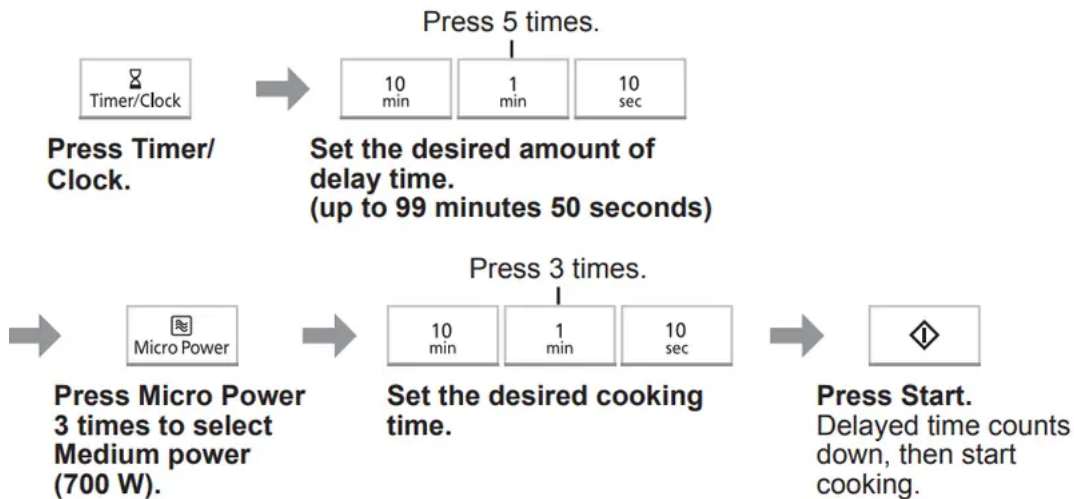 Press 5 times.
Timer/Clock
10
min
1
min
10
sec
Press Timer/
Clock.
Set the desired amount of
delay time.
(up to 99 minutes 50 seconds)
Press 3 times.
Micro Power
10
min
1
min
10
sec
Press Micro Power
3 times to select
Medium power
(700 W).
Set the desired cooking
time.
Press Start.
Delayed time counts
down, then start
cooking.